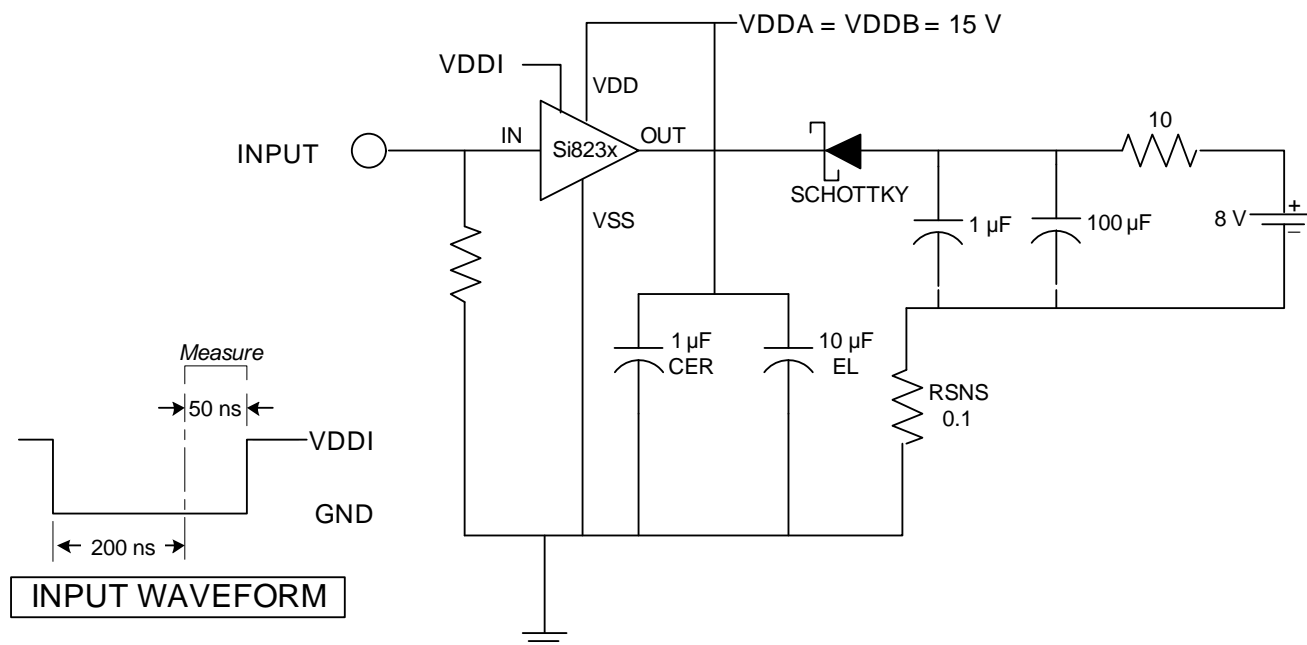 VDDA = VDDB = 15 V
VDDI
VDD
10
IN
OUT
INPUT
Si823x
SCHOTTKY
VSS
1 µF
100 µF
8 V
+
–
1 µF
CER
10 µF
EL
Measure
50 ns
RSNS
0.1
VDDI
GND
200 ns
INPUT WAVEFORM